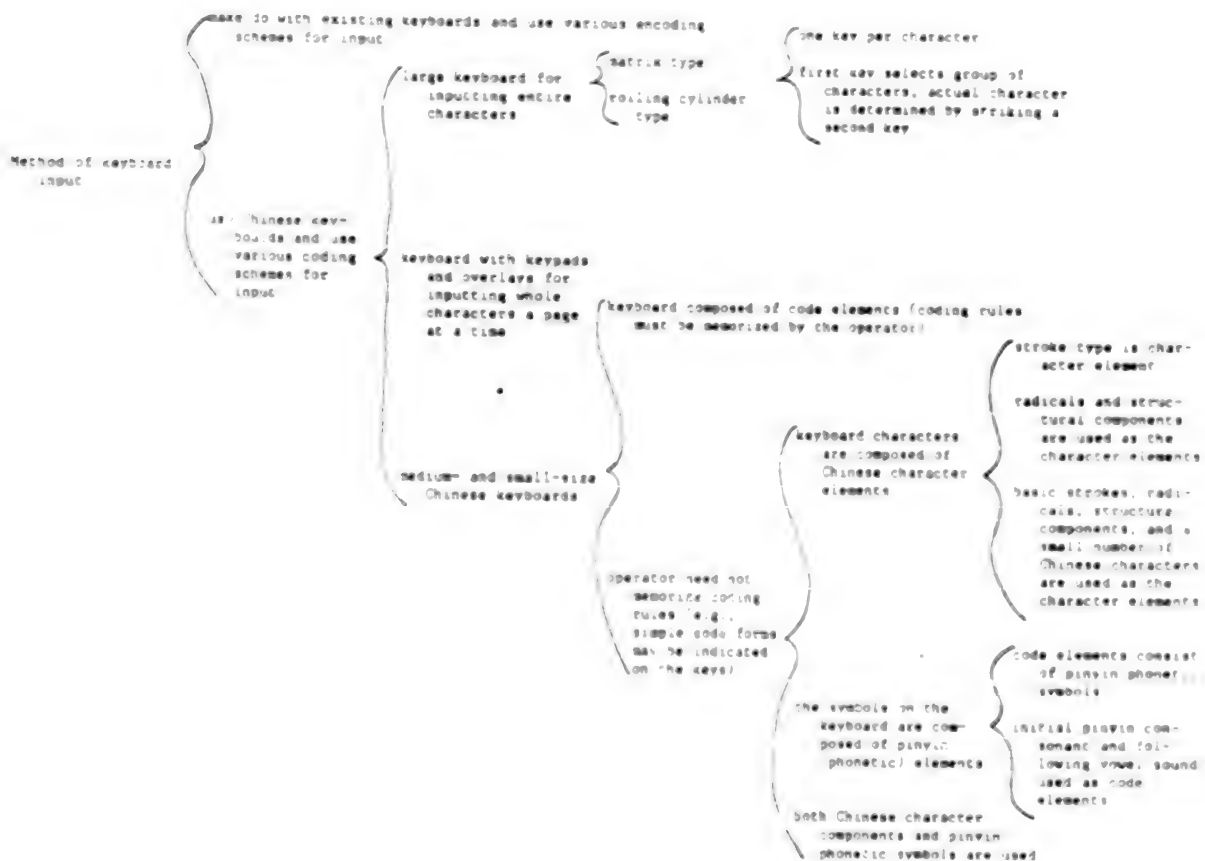 Method of keyboard
input
make do with existing keyboards and use various encoding
schemes for input
use Chinese key-
boards and use
various coding
schemes for
input
large keyboard for
inputting entire
characters
matrix type
rolling cylinder
type
one key per character
first key selects group of
characters, actual character
is determined by striking a
second key
keyboard with keypads
and overlays for
inputting whole
characters a page
at a time
medium- and small-size
Chinese keyboards
keyboard composed of code elements (coding rules
must be memorized by the operator)
operator need not
memorize coding
rules (e.g.,
simple code forms
may be indicated
on the keys)
keyboard characters
are composed of
Chinese character
elements
stroke type is char-
acter element
radicals and struc-
tural components
are used as the
character elements
basic strokes, radi-
cals, structure
components, and a
small number of
Chinese characters
are used as the
character elements
the symbols on the
keyboard are com-
posed of pinyin
phonetic) elements
code elements consist
of pinyin
symbols
initial pinyin con-
sonant and fol-
lowing vowel sound
used as code
elements
both Chinese character
components and pinyin
phonetic symbols are used